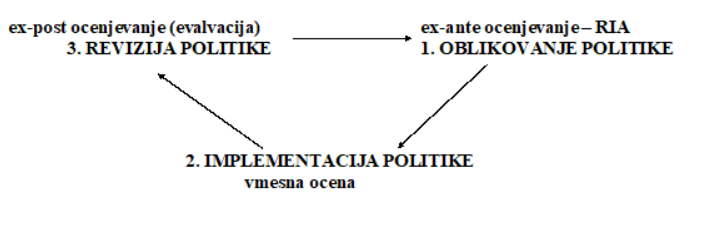 ex-post ocenjevanje (evalvacija)
3. REVIZIJA POLITIKE
ex-ante ocenjevanje – RIA
1. OBLIKOVANJE POLITIKE
2. IMPLEMENTACIJA POLITIKE
vmesna ocena